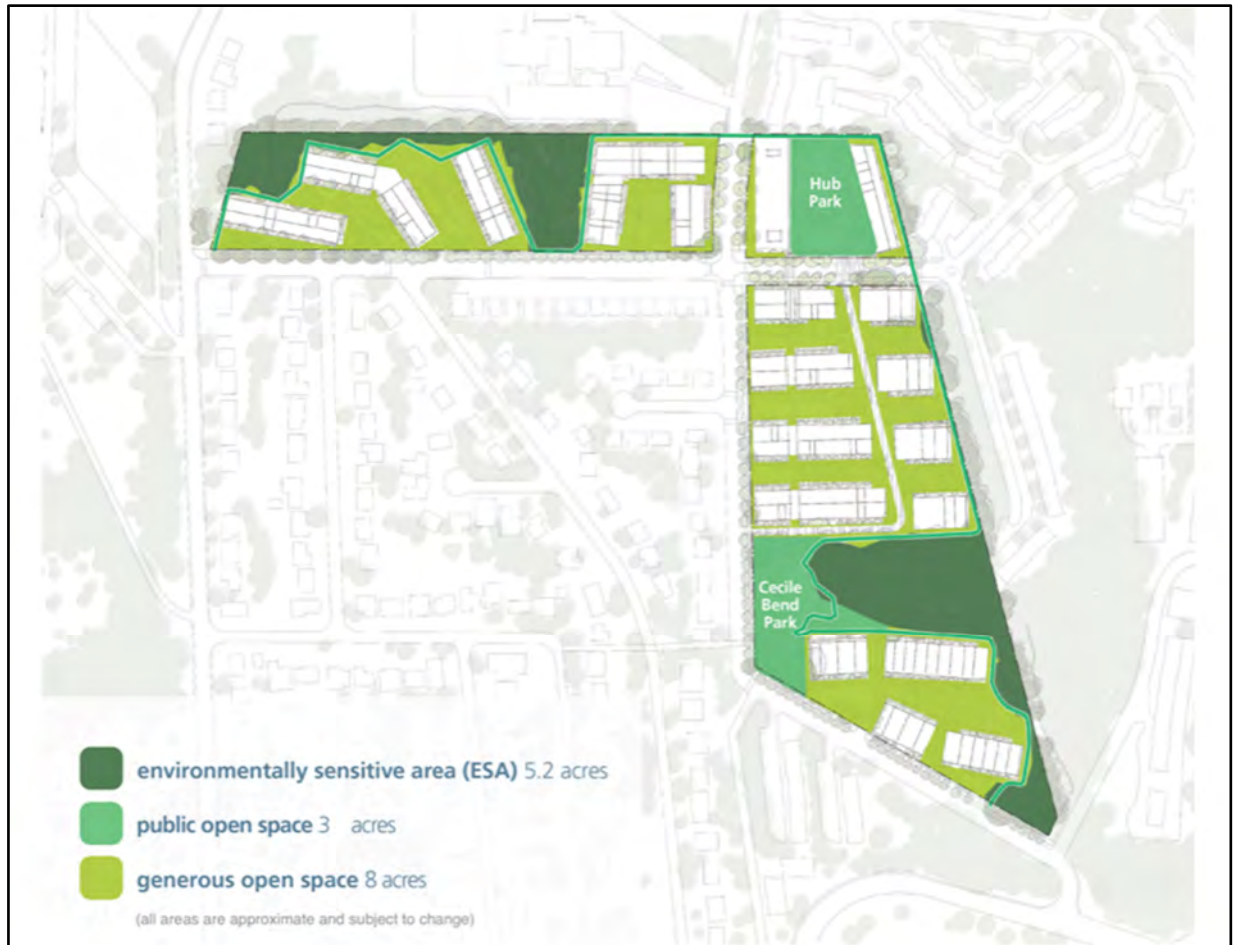 Hub
Park
Cecile
Bend
Park
environmentally sensitive area (ESA) 5.2 acres
public open space 3 acres
generous open space 8 acres
(all areas are approximate and subject to change)